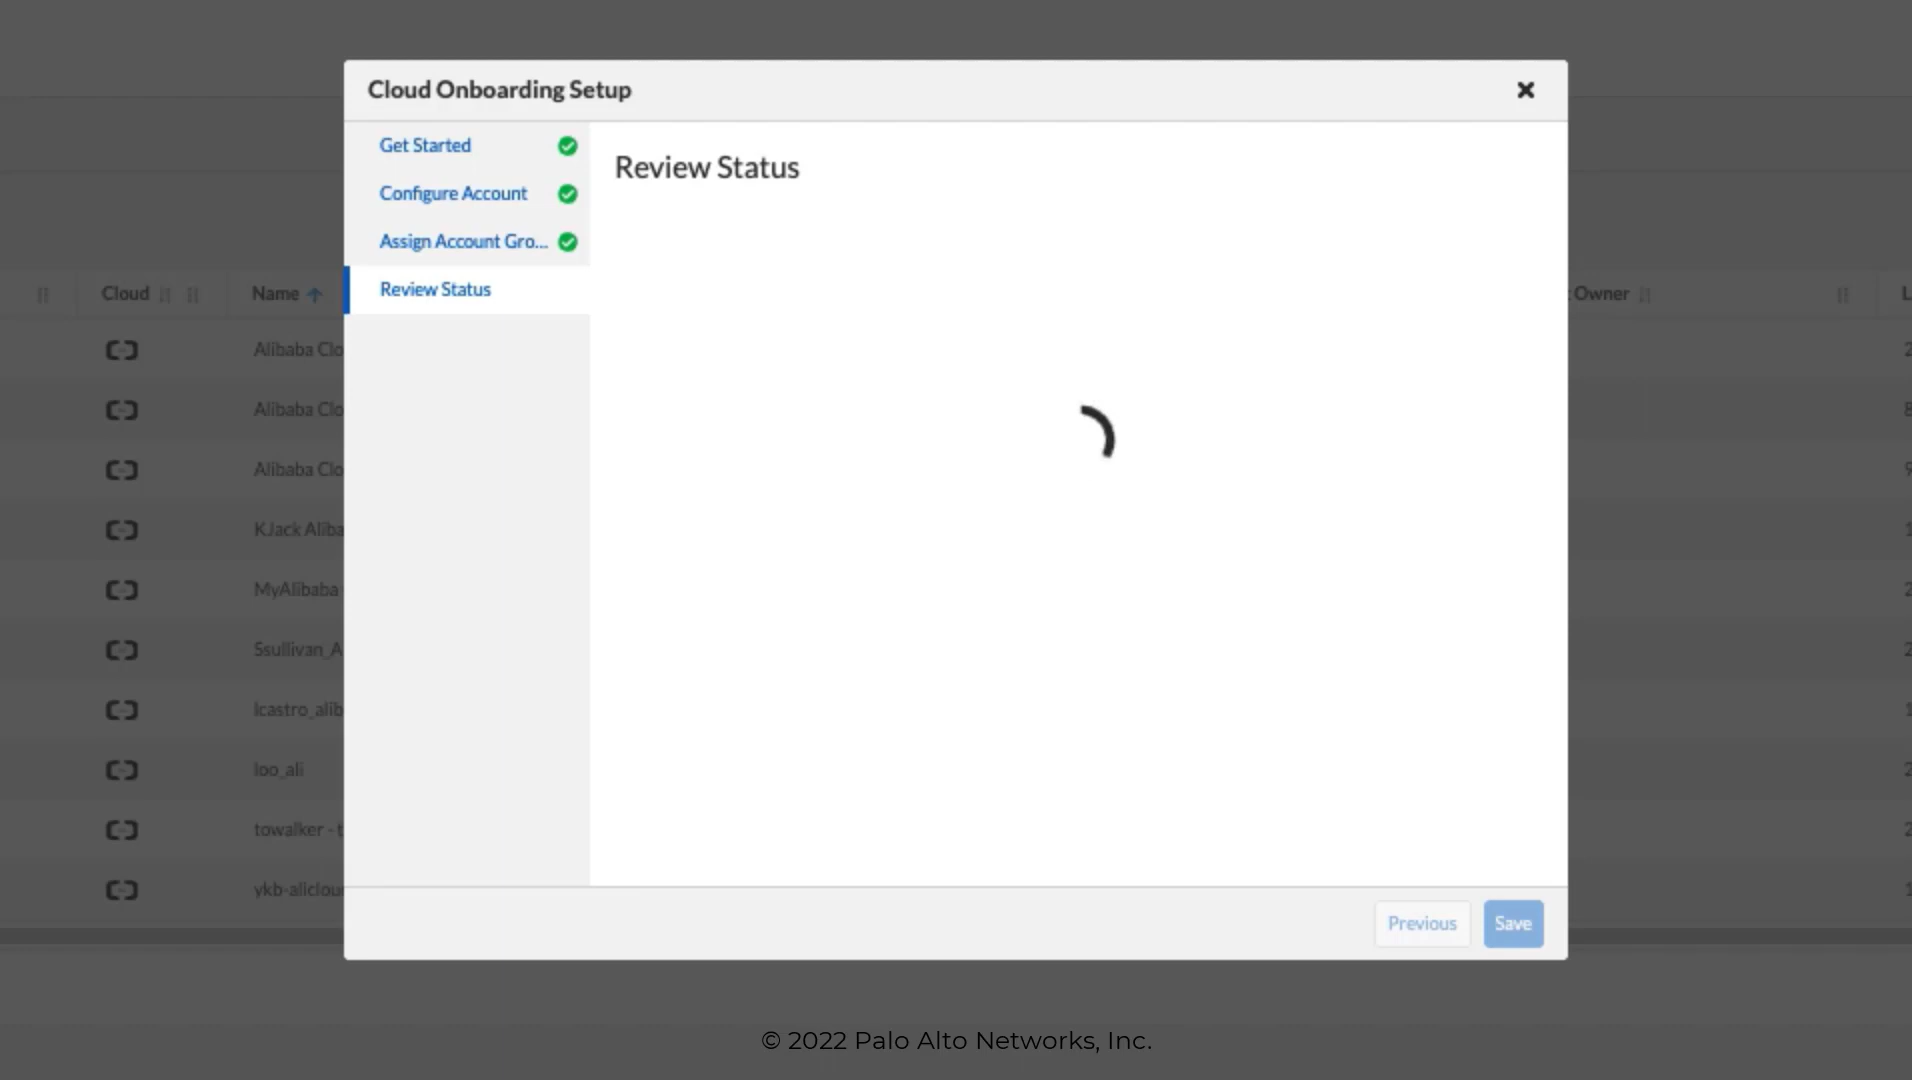 Cloud Onboarding Setup
Get Started
Configure Account
Assign Account Gro...
Review Status
Review Status
Cloud
Name
Owner
Alibaba Clo
Alibaba Clo
Alibaba Clo
KJack Aliba
MyAlibaba
Ssullivan_A
lcastro_alib
loo_ali
towalker - t
ykb-aliclou
Previous
Save
© 2022 Palo Alto Networks, Inc.